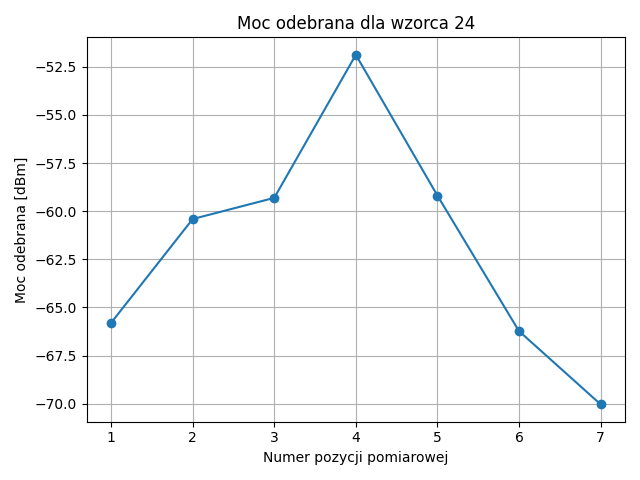 Moc odebrana dla wzorca 24
Moc odebrana [dBm]
−52.5
−55.0
−57.5
−60.0
−62.5
−65.0
−67.5
−70.0
1 2 3 4 5 6 7
Numer pozycji pomiarowej